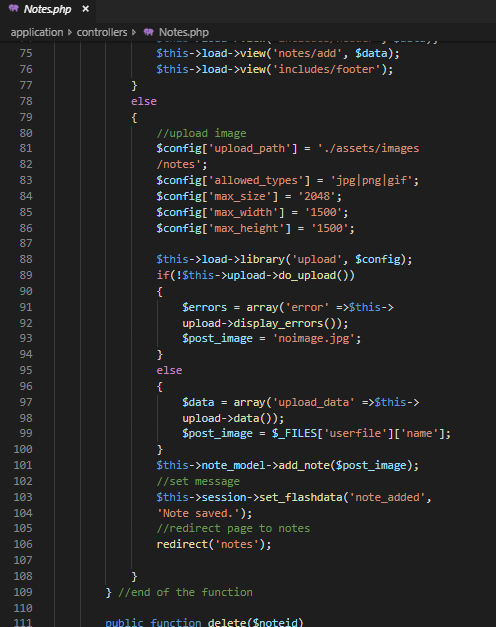 Notes.php ×
application controllers Notes.php
75 $this->load->view('notes/add', $data);
76 $this->load->view('includes/footer');
77 }
78 else
79 {
80 //upload image
81 $config['upload_path'] = './assets/images
82 /notes';
83 $config['allowed_types'] = 'jpg|png|gif';
84 $config['max_size'] = '2048';
85 $config['max_width'] = '1500';
86 $config['max_height'] = '1500';
87
88 $this->load->library('upload', $config);
89 if(!$this->upload->do_upload())
90 {
91 $errors = array('error' =>$this->
92 upload->display_errors());
93 $post_image = 'noimage.jpg';
94 }
95 else
96 {
97 $data = array('upload_data' =>$this->
98 upload->data());
99 $post_image = $_FILES['userfile']['name'];
100 }
101 $this->note_model->add_note($post_image);
102 //set message
103 $this->session->set_flashdata('note_added',
104 'Note saved.');
105 //redirect page to notes
106 redirect('notes');
107
108 }
109 } //end of the function
110
111 public function delete($noteid)